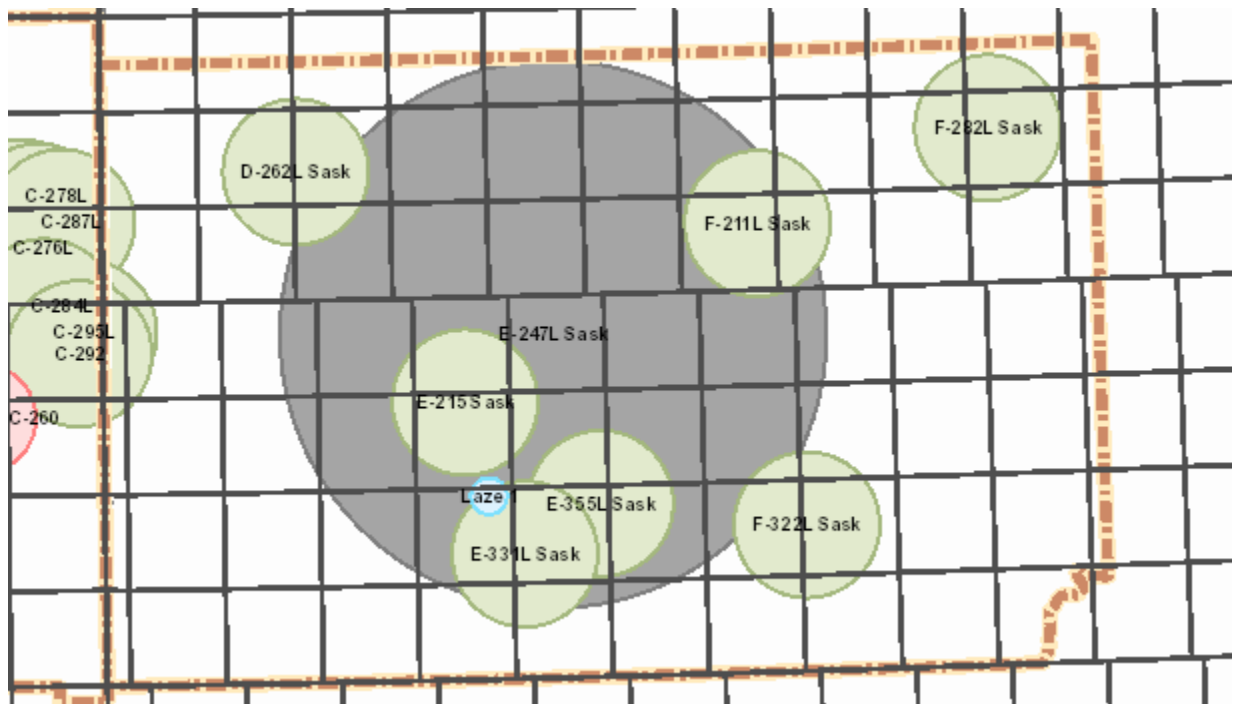 F-282L Sask
D-262L Sask
C-278L
C-287L
F-211L Sask
C-276L
C-284L
C-295L
E-247L Sask
C-292
E-215 Sask
C-260
Laze 1
E-355L Sask
F-322L Sask
E-331L Sask